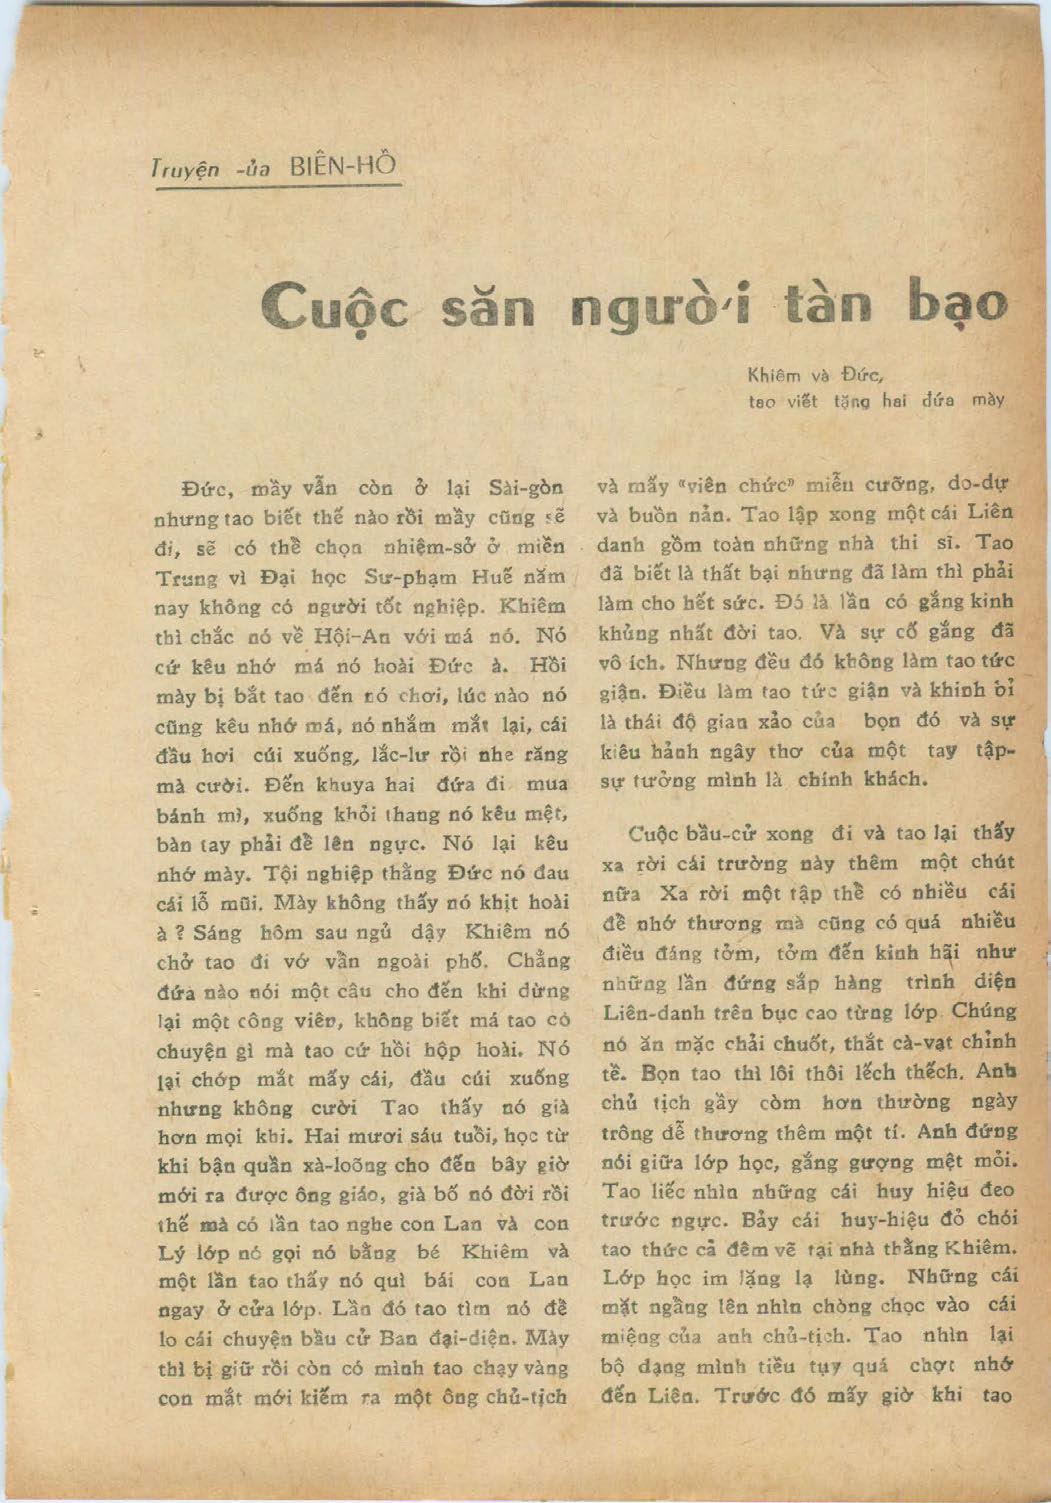 Truyện -ủa BIÊN-HỒ
Cuộc săn người tàn bạo
Khiêm và Đức,
tao viết tặng hai đứa mày
Đức, mầy vẫn còn ở lại Sài-gòn
nhưng tao biết thế nào rồi mầy cũng sẽ
đi, sẽ có thể chọn nhiệm-sở ở miền
Trung vì Đại học Sư-phạm Huế năm
nay không có người tốt nghiệp. Khiêm
thì chắc nó về Hội-An với má nó. Nó
cứ kêu nhớ má nó hoài Đức à. Hồi
mày bị bắt tao đến nó chơi, lúc nào nó
cũng kêu nhớ má, nó nhắm mắt lại, cái
đầu hơi cúi xuống, lắc-lư rồi nhe răng
mà cười. Đến khuya hai đứa đi mua
bánh mì, xuống khỏi thang nó kêu mệt,
bàn tay phải để lên ngực. Nó lại kêu
nhớ mày. Tội nghiệp thằng Đức nó đau
cái lỗ mũi. Mày không thấy nó khịt hoài
à ? Sáng hôm sau ngủ dậy Khiêm nó
chở tao đi vớ vẩn ngoài phố. Chẳng
đứa nào nói một câu cho đến khi dừng
lại một công viên, không biết má tao có
chuyện gì mà tao cứ hồi hộp hoài. Nó
lại chớp mắt mấy cái, đầu cúi xuống
nhưng không cười Tao thấy nó già
hơn mọi khi. Hai mươi sáu tuổi, học từ
khi bận quần xà-loỏng cho đến bây giờ
mới ra được ông giáo, già bố nó đời rồi
thế mà có lần tao nghe con Lan và con
Lý lớp nó gọi nó bằng bé Khiêm và
một lần tao thấy nó quì bái con Lan
ngay ở cửa lớp. Lần đó tao tìm nó để
lo cái chuyện bầu cử Ban đại-diện. Mày
thì bị giữ rồi còn có mình tao chạy vàng
con mắt mới kiếm ra một ông chủ-tịch
và mấy “viên chức” miễn cưỡng, do-dự
và buồn nản. Tao lập xong một cái Liên
danh gồm toàn những nhà thi sĩ. Tao
đã biết là thất bại nhưng đã làm thì phải
làm cho hết sức. Đó là lần có gắng kinh
khủng nhất đời tao. Và sự cố gắng đã
vô ích. Nhưng đều đó không làm tao tức
giận. Điều làm tao tức giận và khinh bỉ
là thái độ gian xảo của bọn đó và sự
kiêu hảnh ngây thơ của một tay tập-
sự tưởng mình là chính khách.
Cuộc bầu-cử xong đi và tao lại thấy
xa rời cái trường này thêm một chút
nữa Xa rời một tập thể có nhiều cái
để nhớ thương mà cũng có quá nhiều
điều đáng tởm, tởm đến kinh hãi như
những lần đứng sắp hàng trình diện
Liên-danh trên bục cao từng lớp. Chúng
nó ăn mặc chải chuốt, thắt cà-vạt chỉnh
tề. Bọn tao thì lôi thôi lếch thếch. Anh
chủ tịch gầy còm hơn thường ngày
trông dễ thương thêm một tí. Anh đứng
nói giữa lớp học, gắng gượng mệt mỏi.
Tao liếc nhìn những cái huy hiệu đeo
trước ngực. Bảy cái huy-hiệu đỏ chói
tao thức cả đêm vẽ tại nhà thằng Khiêm.
Lớp học im lặng lạ lùng. Những cái
mặt ngẩng lên nhìn chòng chọc vào cái
miệng của anh chủ-tịch. Tao nhìn lại
bộ dạng mình tiều tụy quá chợt nhớ
đến Liên. Trước đó mấy giờ khi tao